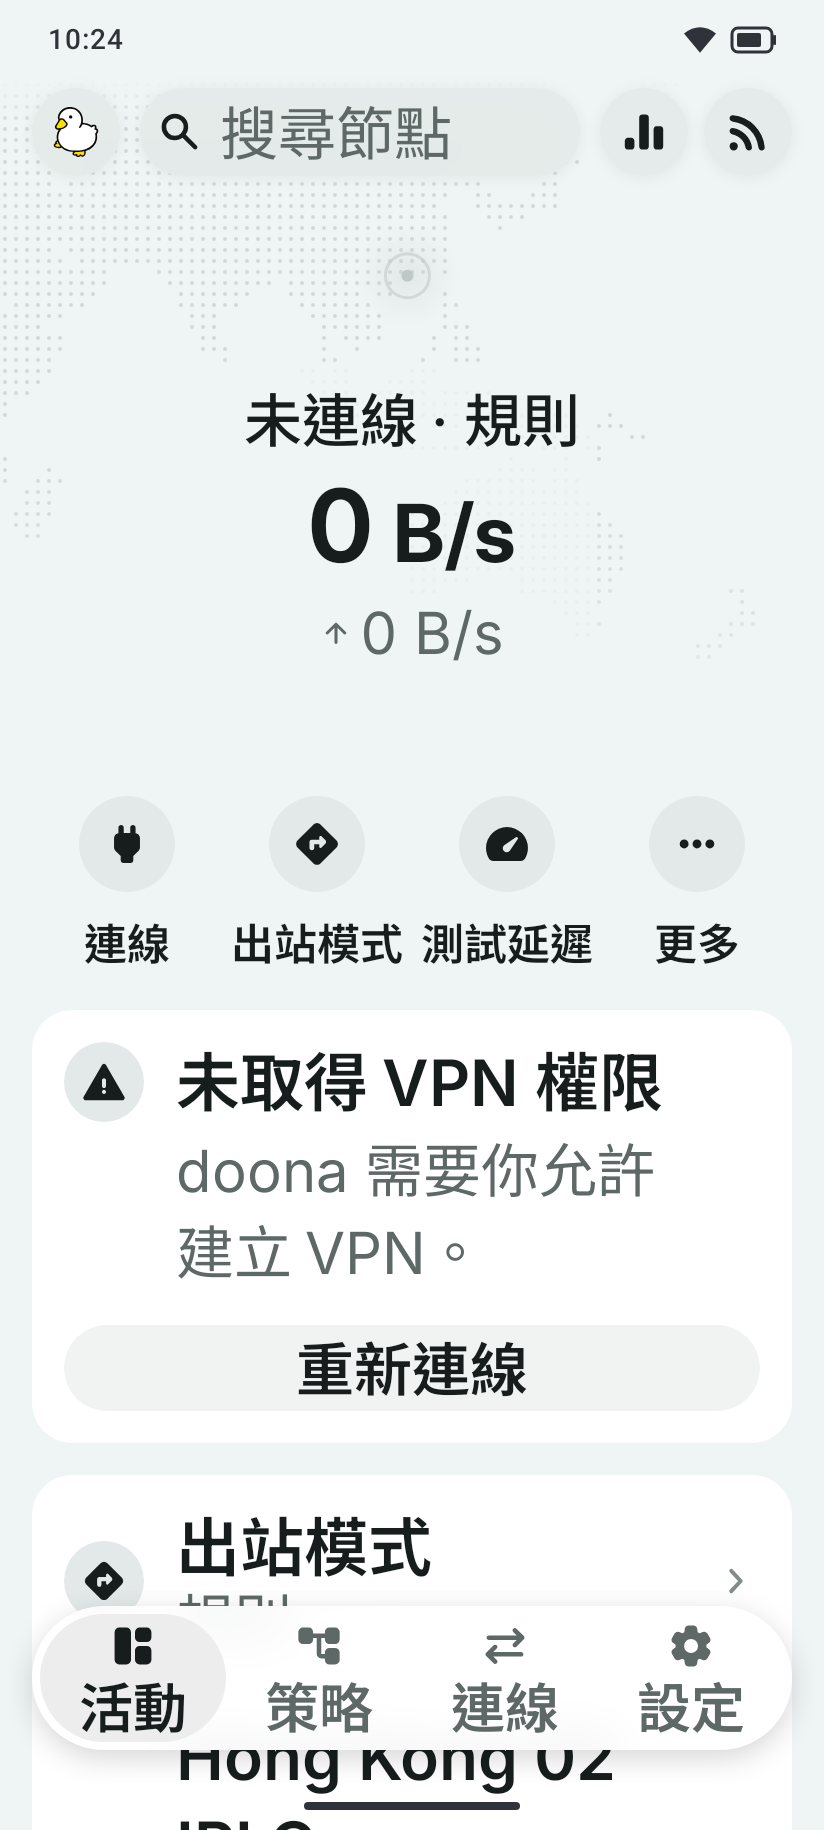 10:24
搜尋節點
未連線 · 規則
0 B/s
↑0 B/s
連線
出站模式
測試延遲
更多
未取得 VPN 權限
doona 需要你允許
建立 VPN。
重新連線
出站模式
規則
活動
策略
連線
設定
Hong Kong 02